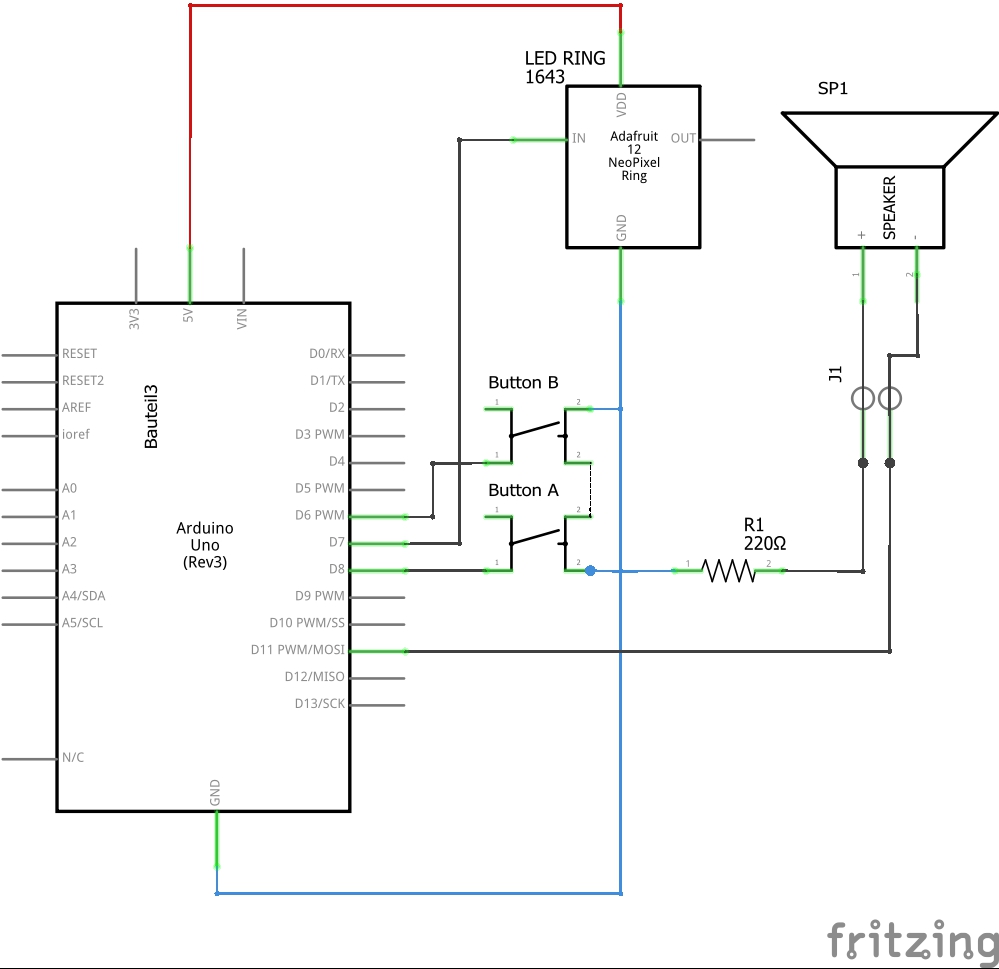 LED RING
1643
SP1
VDD
IN
OUT
Adafruit
12
NeoPixel
Ring
GND
SPEAKER
+
-
1
2
3V3
5V
VIN
RESET
RESET2
AREF
ioref
A0
A1
A2
A3
A4/SDA
A5/SCL
N/C
Bauteil3
Arduino
Uno
(Rev3)
D0/RX
D1/TX
D2
D3 PWM
D4
D5 PWM
D6 PWM
D7
D8
D9 PWM
D10 PWM/SS
D11 PWM/MOSI
D12/MISO
D13/SCK
GND
Button B
1
2
1
2
Button A
1
2
1
2
J1
R1
220Ω
1
2
fritzing